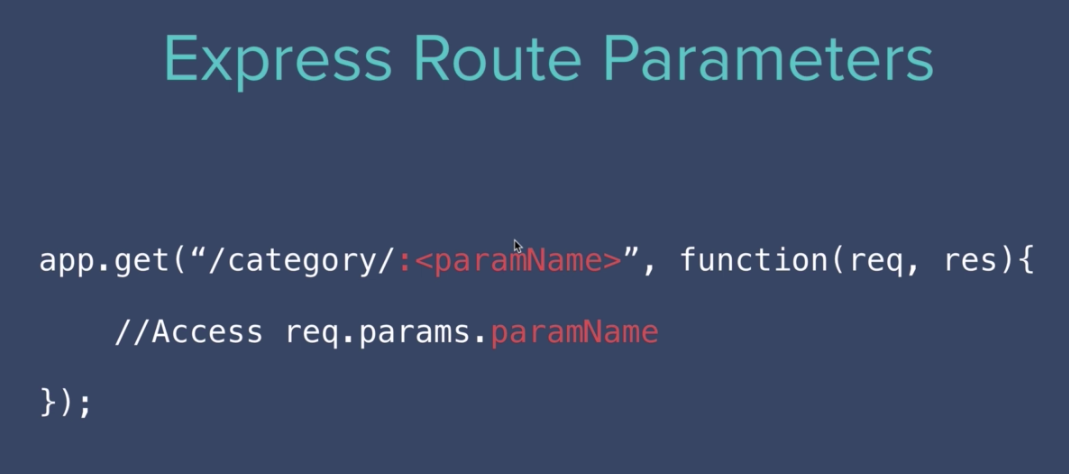 Express Route Parameters
app.get(“/category/:<paramName>”, function(req, res){
//Access req.params.paramName
});